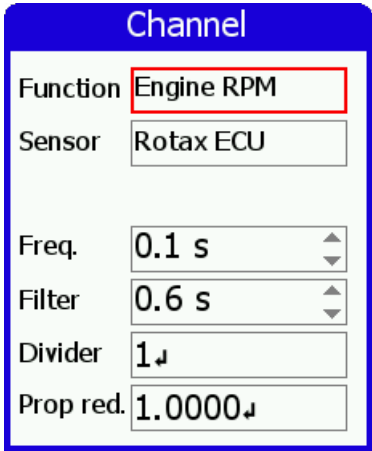 Channel
Function Engine RPM
Sensor Rotax ECU
Freq. 0.1 s
Filter 0.6 s
Divider 1↲
Prop red. 1.0000↲